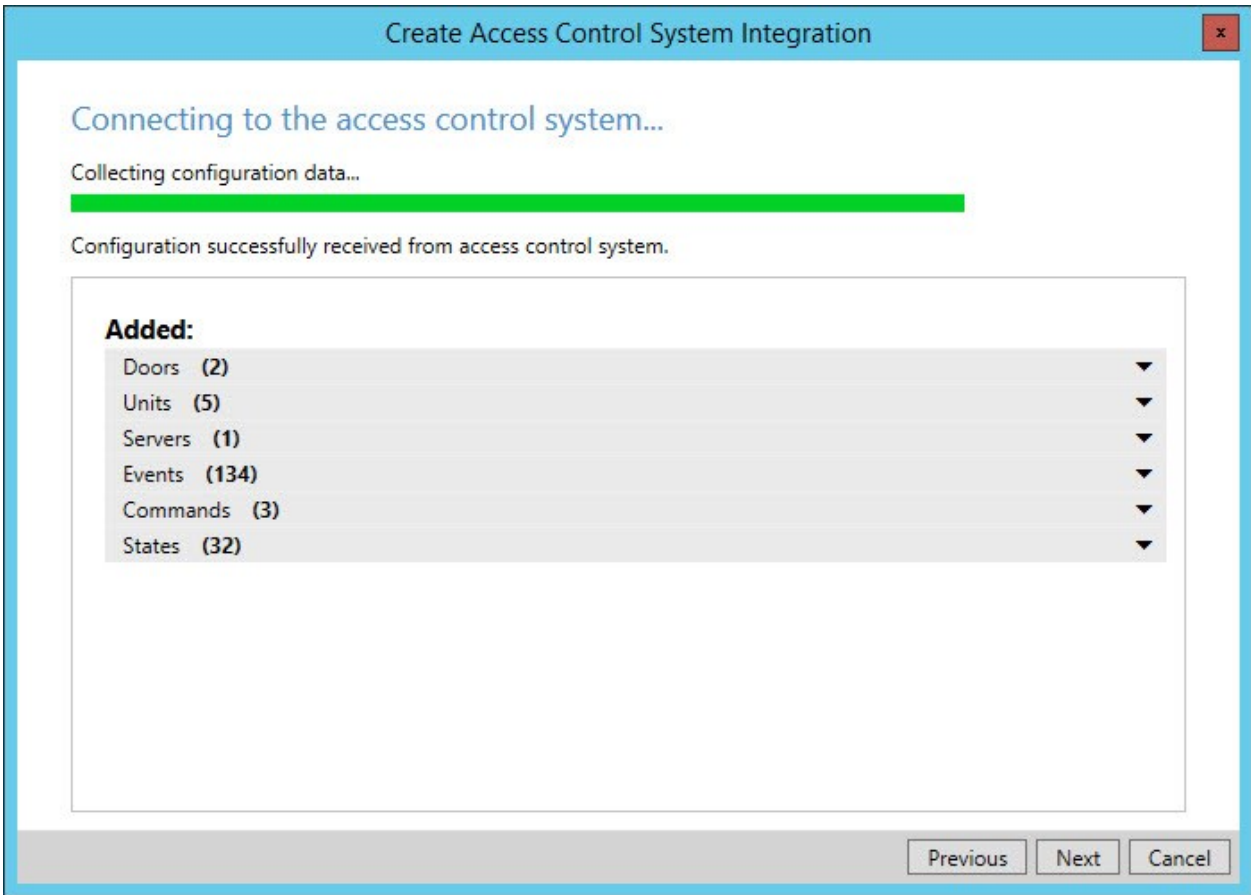 Create Access Control System Integration
x
Connecting to the access control system...
Collecting configuration data...
Configuration successfully received from access control system.
Added:
Doors (2)
Units (5)
Servers (1)
Events (134)
Commands (3)
States (32)
Previous Next Cancel